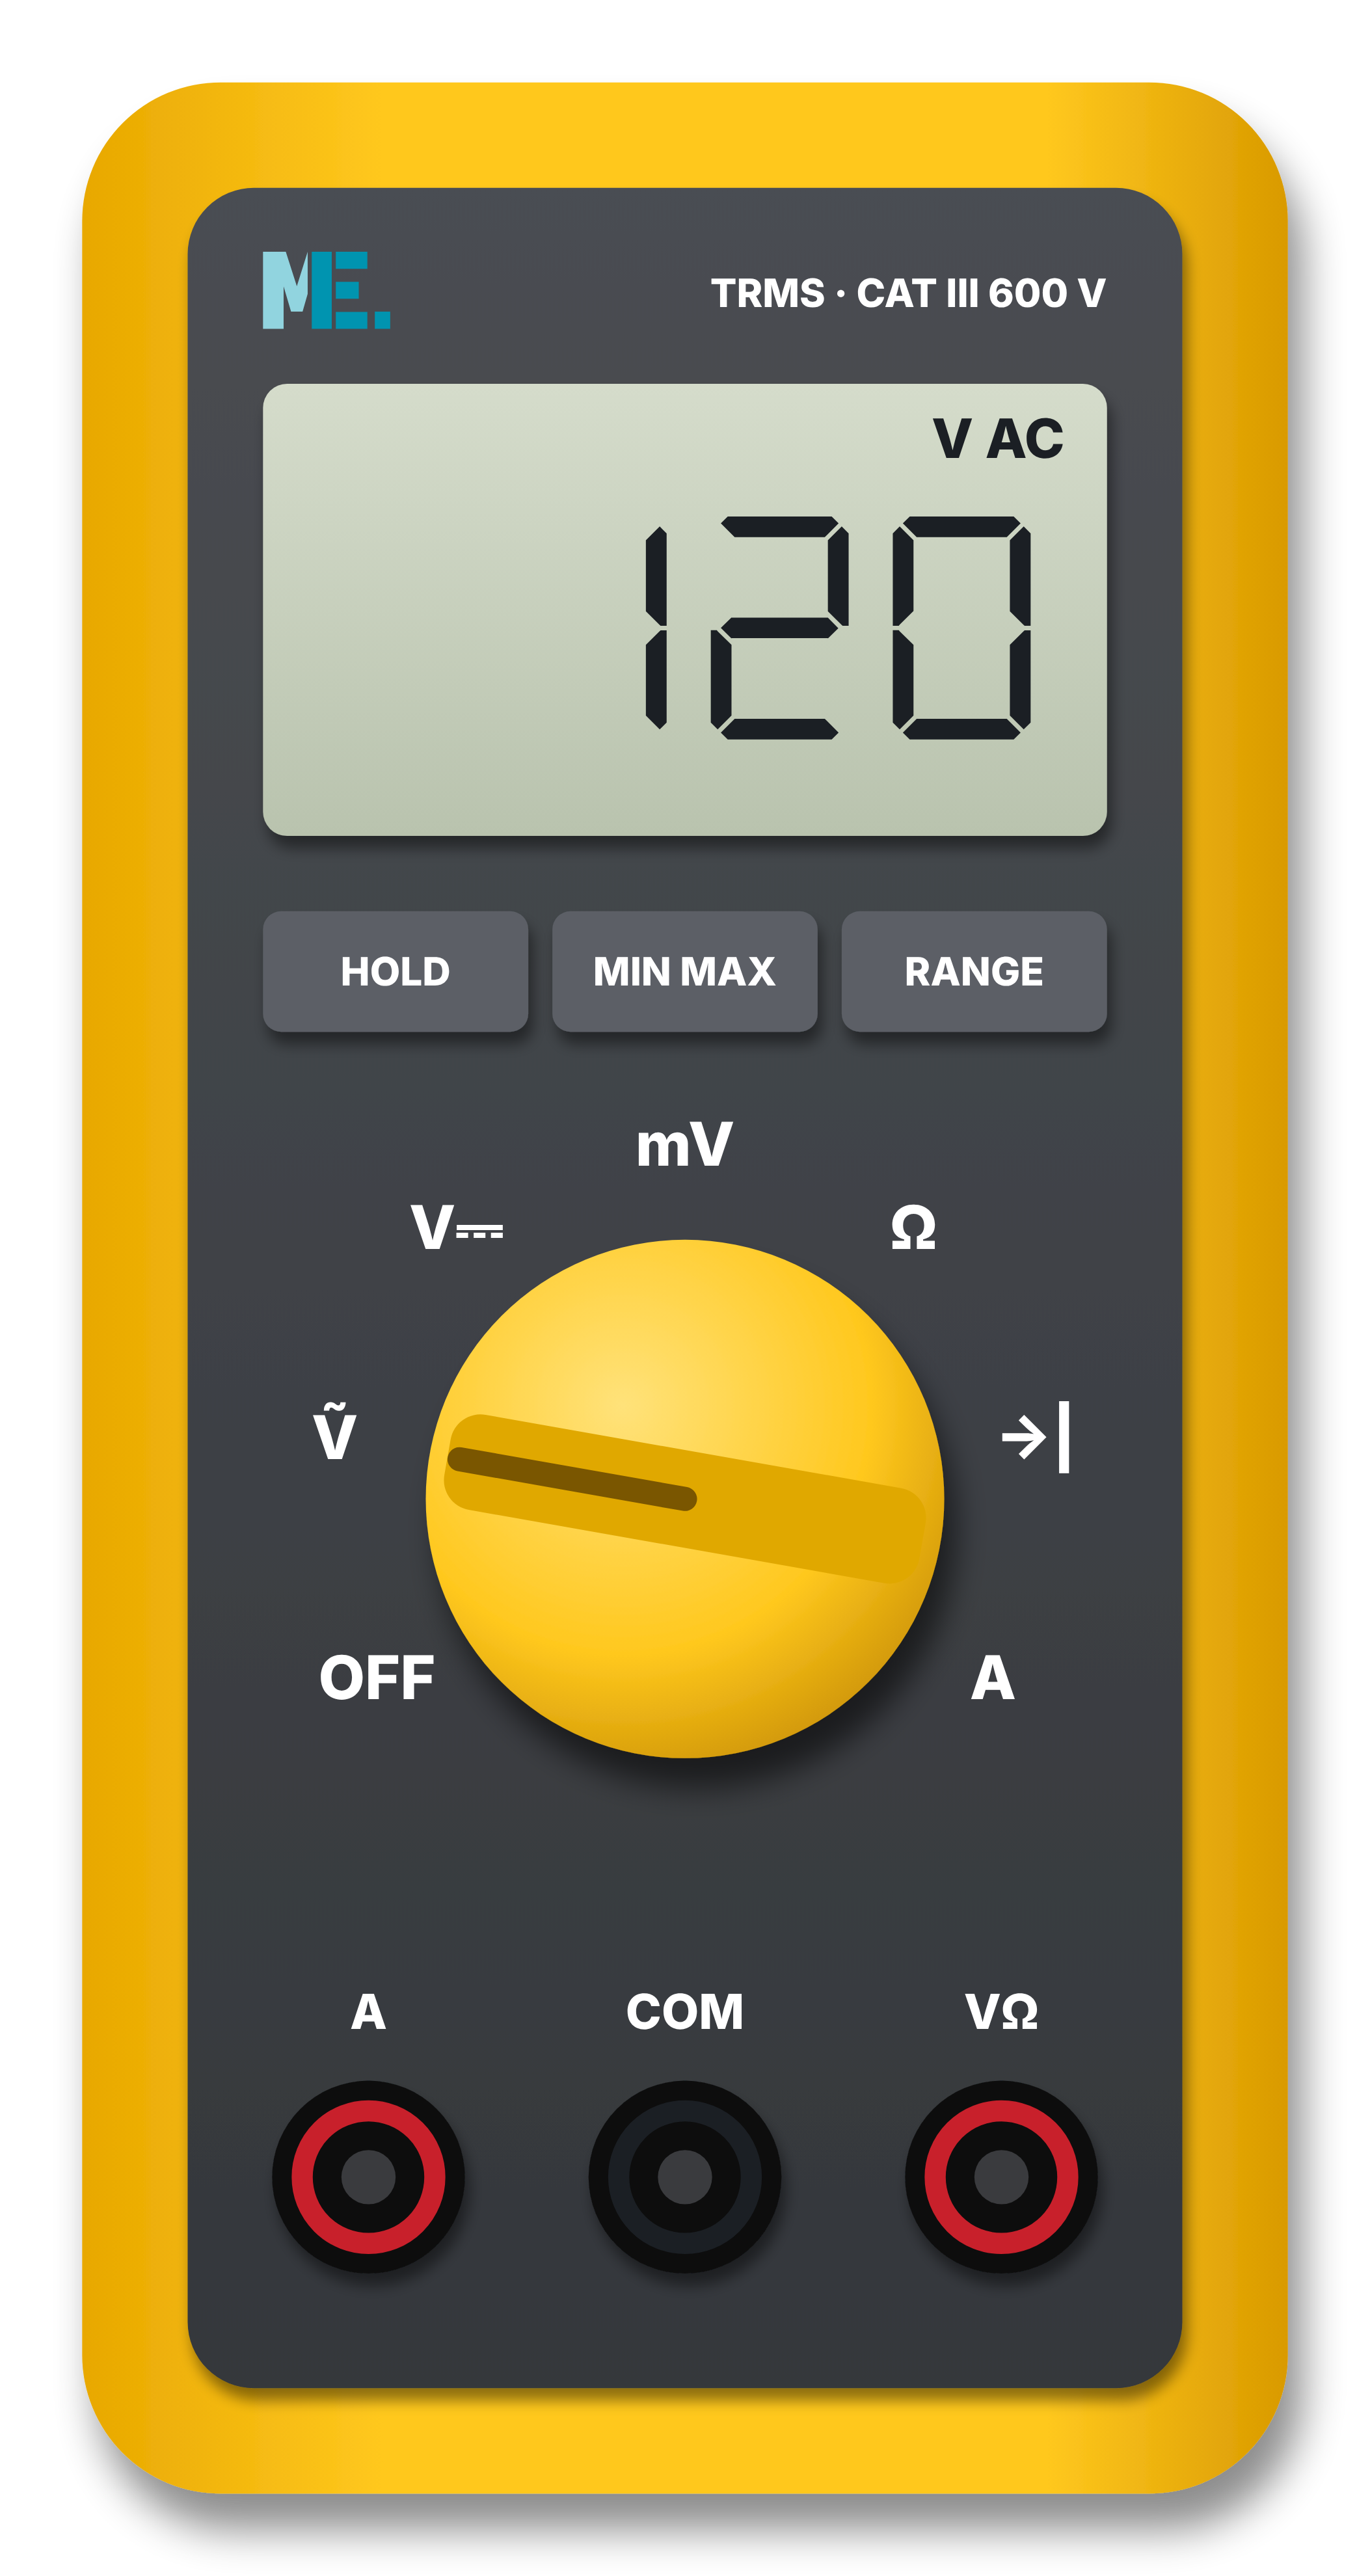 ME.
TRMS · CAT III 600 V
V AC
120
HOLD
MIN MAX
RANGE
mV
V⎓
Ω
Ṽ
→|
OFF
A
A
COM
VΩ